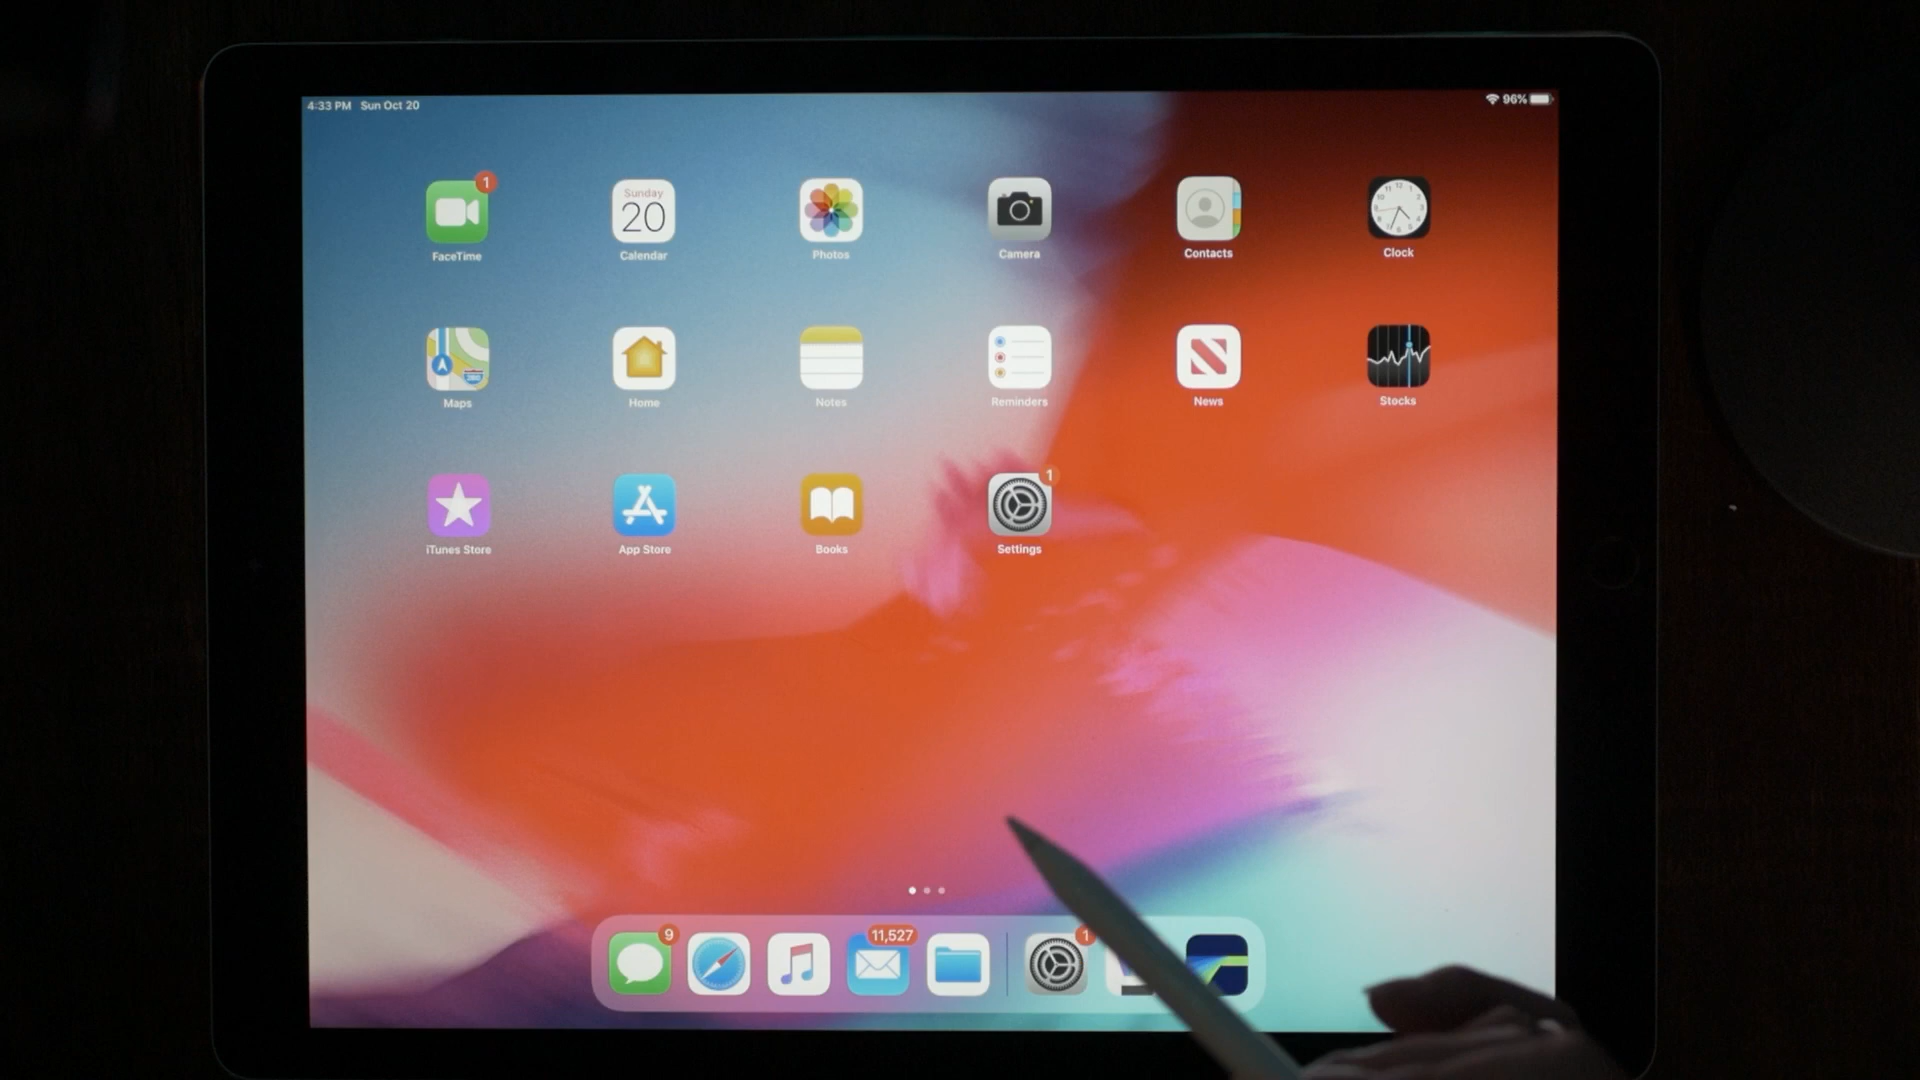 4:33 PM Sun Oct 20
96%
1
Sunday
20
FaceTime
Calendar
Photos
Camera
Contacts
Clock
Maps
Home
Notes
Reminders
News
Stocks
1
iTunes Store
App Store
Books
Settings
9
11,527
1